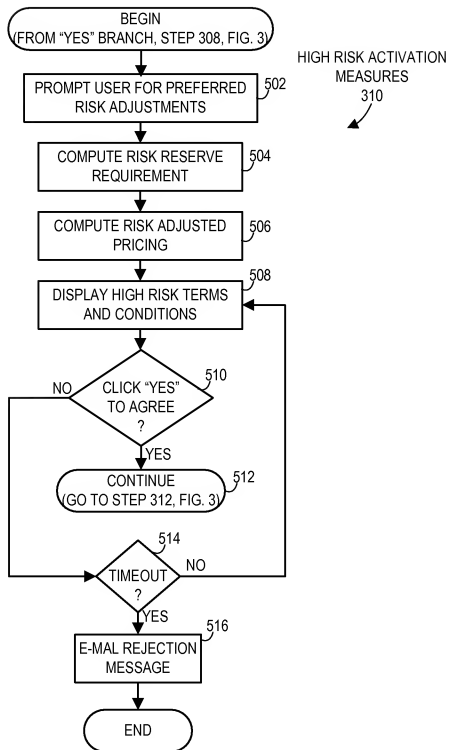 BEGIN
(FROM "YES" BRANCH, STEP 308, FIG. 3)
HIGH RISK ACTIVATION
MEASURES
310
PROMPT USER FOR PREFERRED
RISK ADJUSTMENTS
502
COMPUTE RISK RESERVE
REQUIREMENT
504
COMPUTE RISK ADJUSTED
PRICING
506
508
DISPLAY HIGH RISK TERMS
AND CONDITIONS
510
NO
CLICK "YES"
TO AGREE
?
YES
CONTINUE
(GO TO STEP 312, FIG. 3)
512
514
TIMEOUT
?
NO
YES
516
E-MAL REJECTION
MESSAGE
END